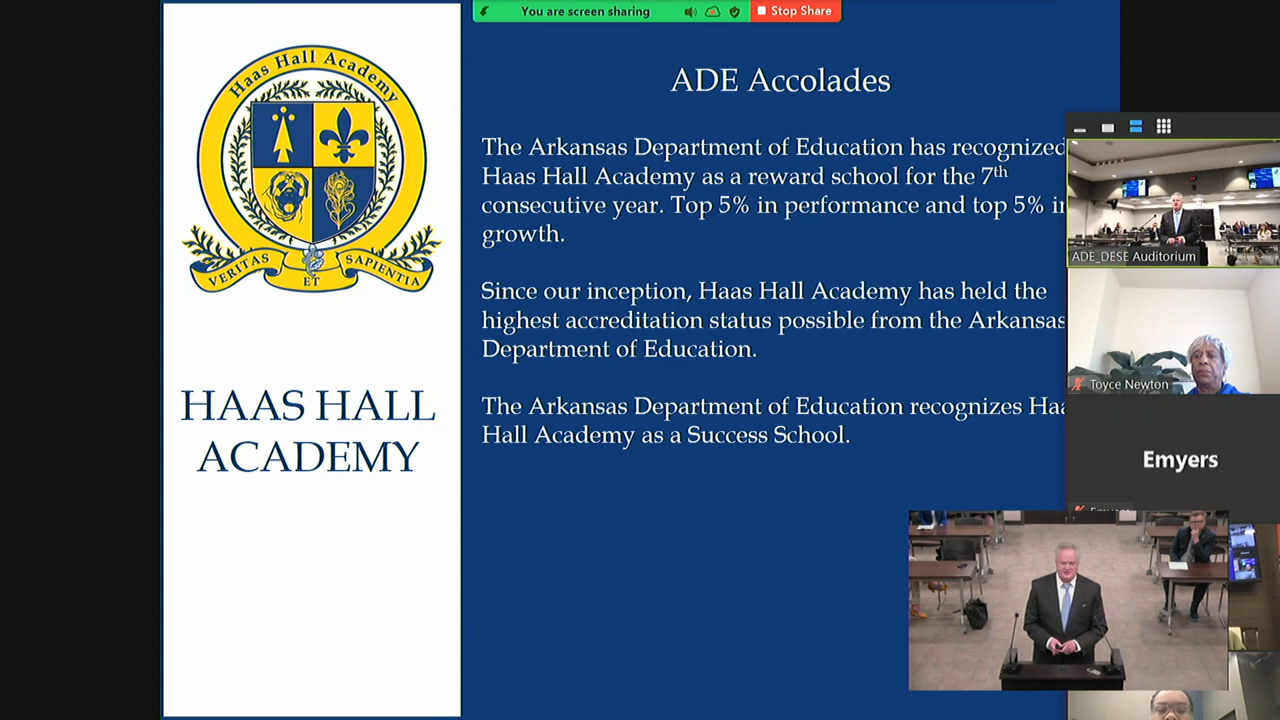 You are screen sharing
Stop Share
Haas Hall Academy
VERITAS
ET
SAPIENTIA
HAAS HALL
ACADEMY
ADE Accolades
The Arkansas Department of Education has recognized
Haas Hall Academy as a reward school for the 7th
consecutive year. Top 5% in performance and top 5% in
growth.
Since our inception, Haas Hall Academy has held the
highest accreditation status possible from the Arkansas
Department of Education.
The Arkansas Department of Education recognizes Haa
Hall Academy as a Success School.
ADE_DESE Auditorium
Toyce Newton
Emyers